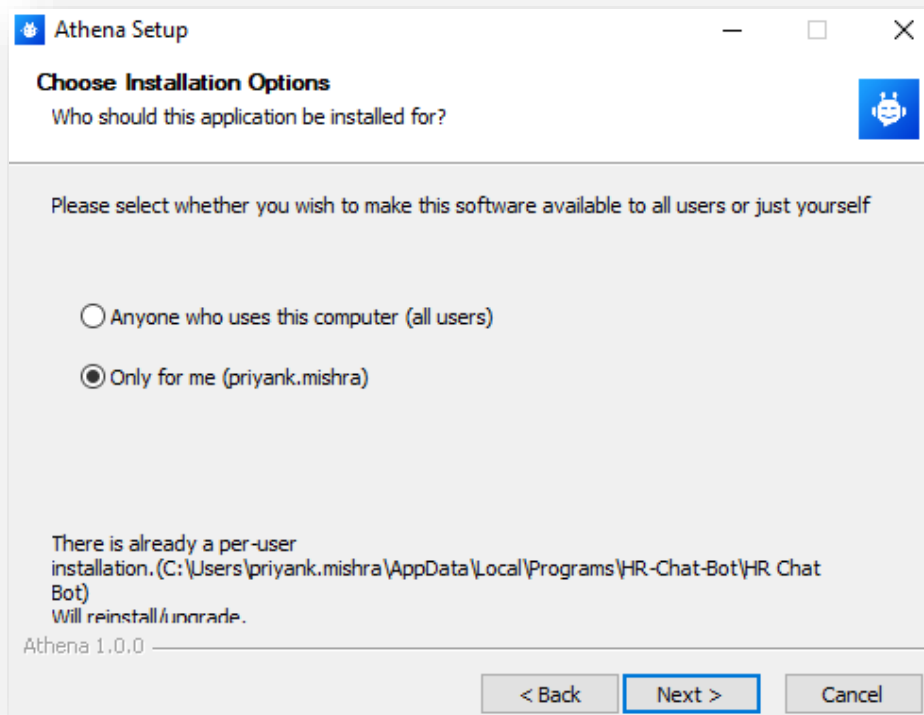 Athena Setup
Choose Installation Options
Who should this application be installed for?
Please select whether you wish to make this software available to all users or just yourself
Anyone who uses this computer (all users)
Only for me (priyank.mishra)
There is already a per-user
installation.(C:\Users\priyank.mishra\AppData\Local\Programs\HR-Chat-Bot\HR Chat
Bot)
Will reinstall/upgrade.
Athena 1.0.0
< Back
Next >
Cancel